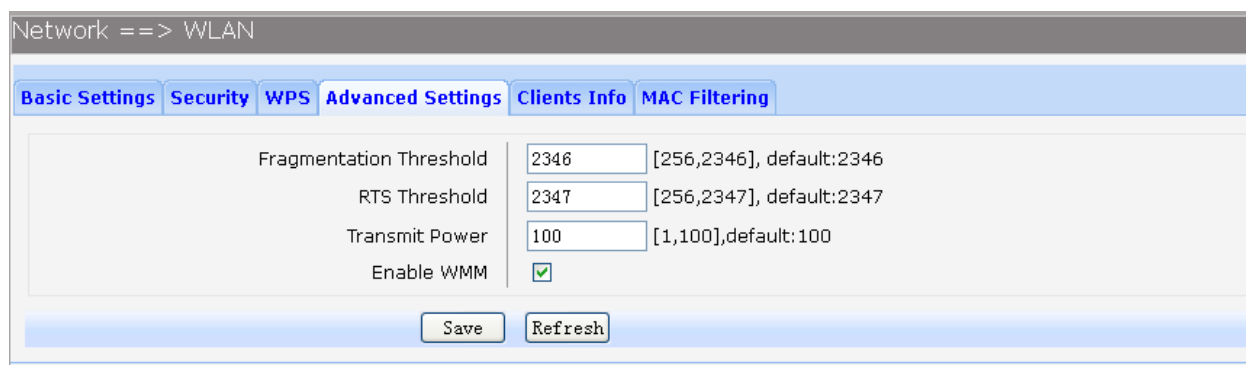 Network ==> WLAN
Basic Settings Security WPS Advanced Settings Clients Info MAC Filtering
Fragmentation Threshold 2346 [256,2346], default:2346
RTS Threshold 2347 [256,2347], default:2347
Transmit Power 100 [1,100],default:100
Enable WMM
Save Refresh